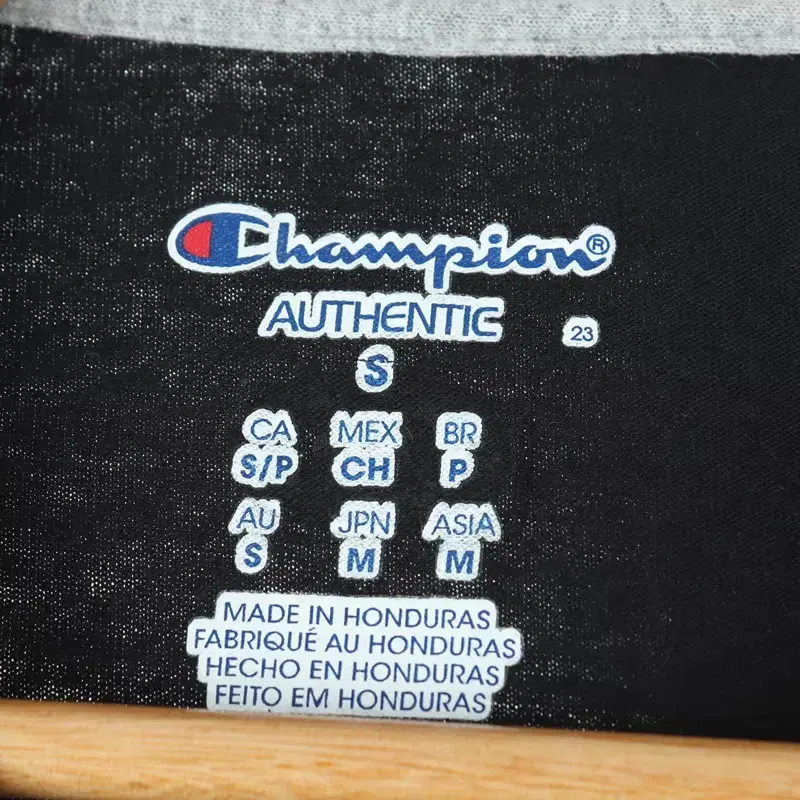 Champion®
AUTHENTIC 23
S
CA MEX BR
S/P CH P
AU JPN ASIA
S M M
MADE IN HONDURAS
FABRIQUÉ AU HONDURAS
HECHO EN HONDURAS
FEITO EM HONDURAS